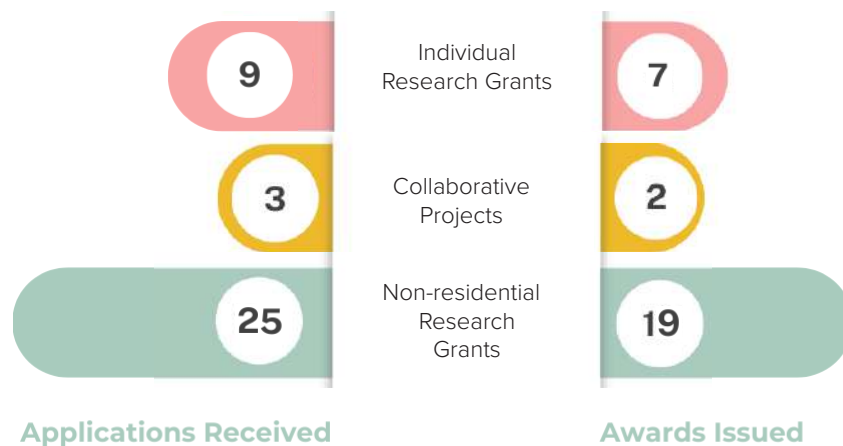 9
Individual
Research Grants
7
3
Collaborative
Projects
2
25
Non-residential
Research
Grants
19
Applications Received
Awards Issued